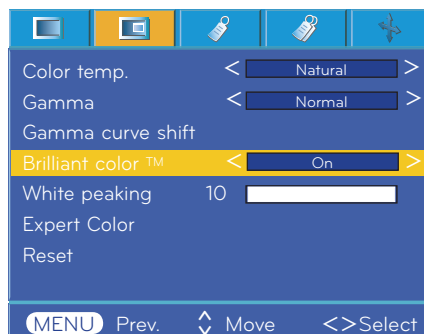 Color temp. < Natural >
Gamma < Normal >
Gamma curve shift
Brilliant color ™ < On >
White peaking 10
Expert Color
Reset
MENU Prev. Move <>Select